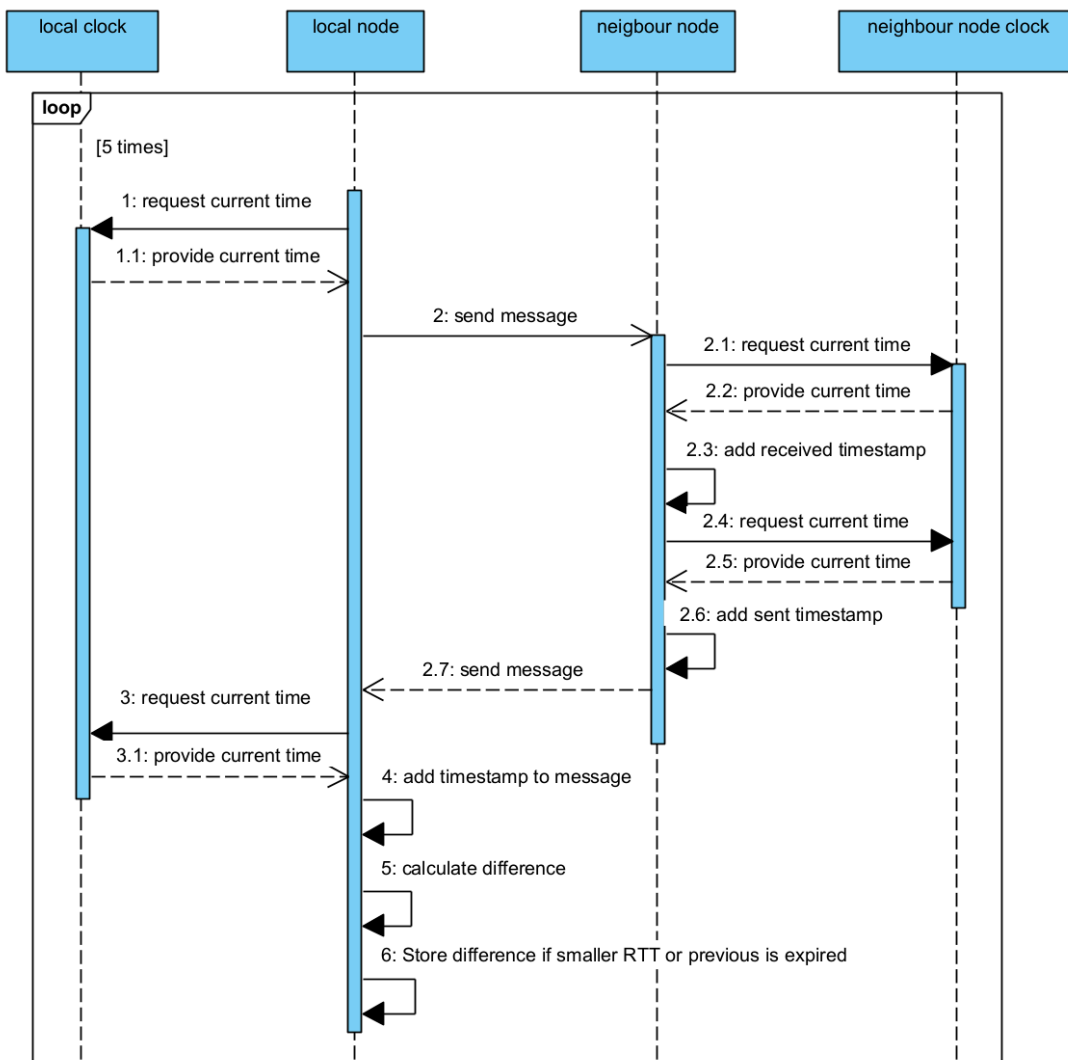 local clock
local node
neigbour node
neighbour node clock
loop
[5 times]
1: request current time
1.1: provide current time
2: send message
2.1: request current time
2.2: provide current time
2.3: add received timestamp
2.4: request current time
2.5: provide current time
2.6: add sent timestamp
2.7: send message
3: request current time
3.1: provide current time
4: add timestamp to message
5: calculate difference
6: Store difference if smaller RTT or previous is expired